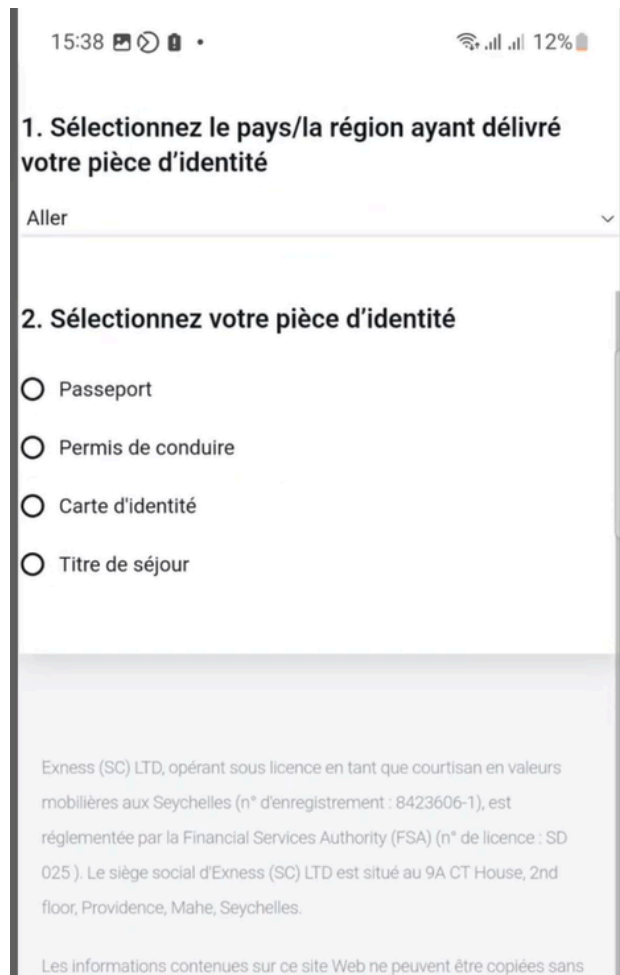 15:38
12%
1. Sélectionnez le pays/la région ayant délivré
votre pièce d’identité
Aller
2. Sélectionnez votre pièce d’identité
Passeport
Permis de conduire
Carte d'identité
Titre de séjour
Exness (SC) LTD, opérant sous licence en tant que courtisan en valeurs
mobilières aux Seychelles (n° d'enregistrement : 8423606-1), est
réglementée par la Financial Services Authority (FSA) (n° de licence : SD
025 ). Le siège social d'Exness (SC) LTD est situé au 9A CT House, 2nd
floor, Providence, Mahe, Seychelles.
Les informations contenues sur ce site Web ne peuvent être copiées sans